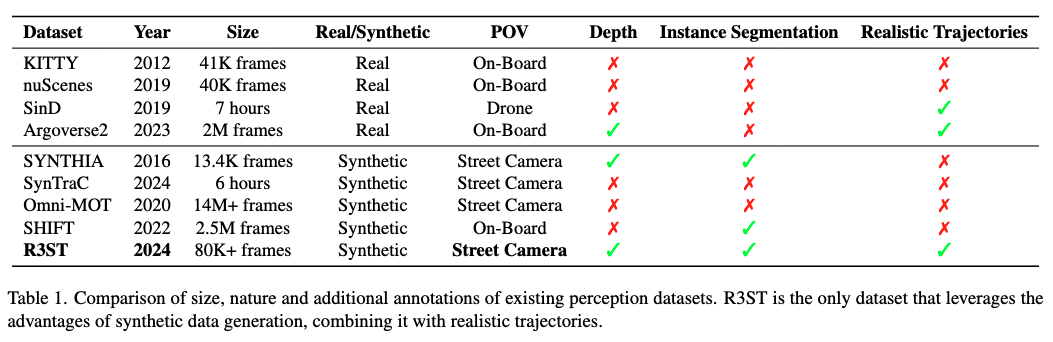 Dataset Year Size Real/Synthetic POV Depth Instance Segmentation Realistic Trajectories
KITTY 2012 41K frames Real On-Board ✗ ✗ ✗
nuScenes 2019 40K frames Real On-Board ✗ ✗ ✗
SinD 2019 7 hours Real Drone ✗ ✗ ✓
Argoverse2 2023 2M frames Real On-Board ✓ ✗ ✓
SYNTHIA 2016 13.4K frames Synthetic Street Camera ✓ ✓ ✗
SynTraC 2024 6 hours Synthetic Street Camera ✗ ✗ ✗
Omni-MOT 2020 14M+ frames Synthetic Street Camera ✗ ✗ ✗
SHIFT 2022 2.5M frames Synthetic On-Board ✗ ✓ ✗
R3ST 2024 80K+ frames Synthetic Street Camera ✓ ✓ ✓
Table 1. Comparison of size, nature and additional annotations of existing perception datasets. R3ST is the only dataset that leverages the
advantages of synthetic data generation, combining it with realistic trajectories.